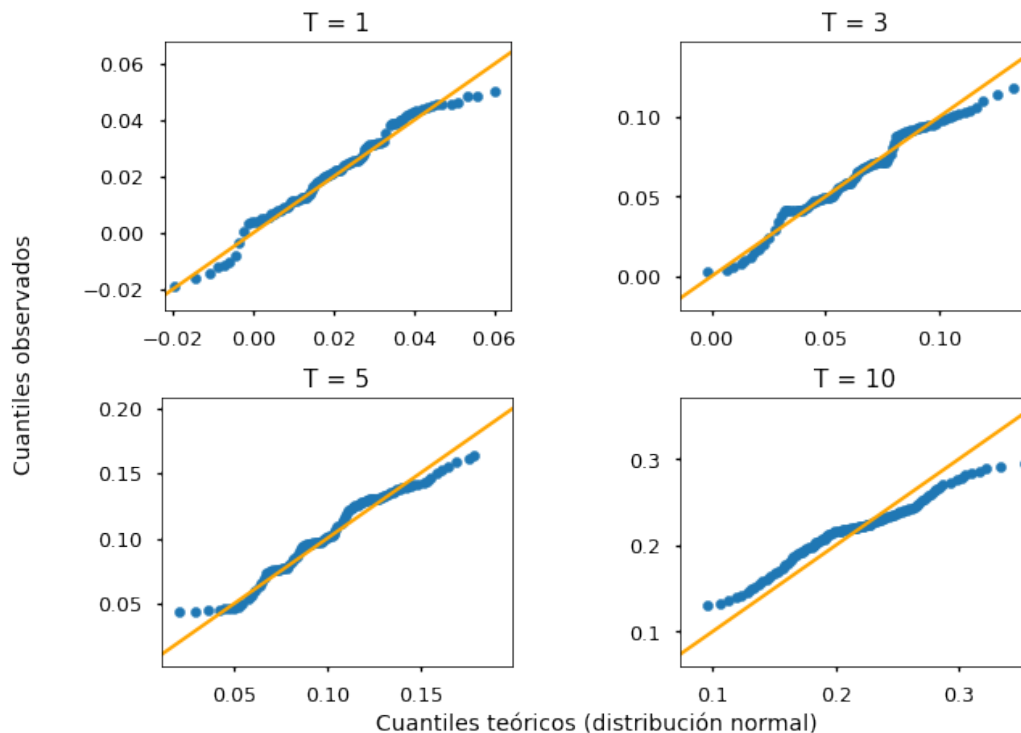 T = 1
T = 3
0.06
0.04
0.02
0.00
−0.02
0.10
0.05
0.00
−0.02 0.00 0.02 0.04 0.06
0.00 0.05 0.10
Cuantiles observados
T = 5
T = 10
0.20
0.15
0.10
0.05
0.3
0.2
0.1
0.05 0.10 0.15
0.1 0.2 0.3
Cuantiles teóricos (distribución normal)